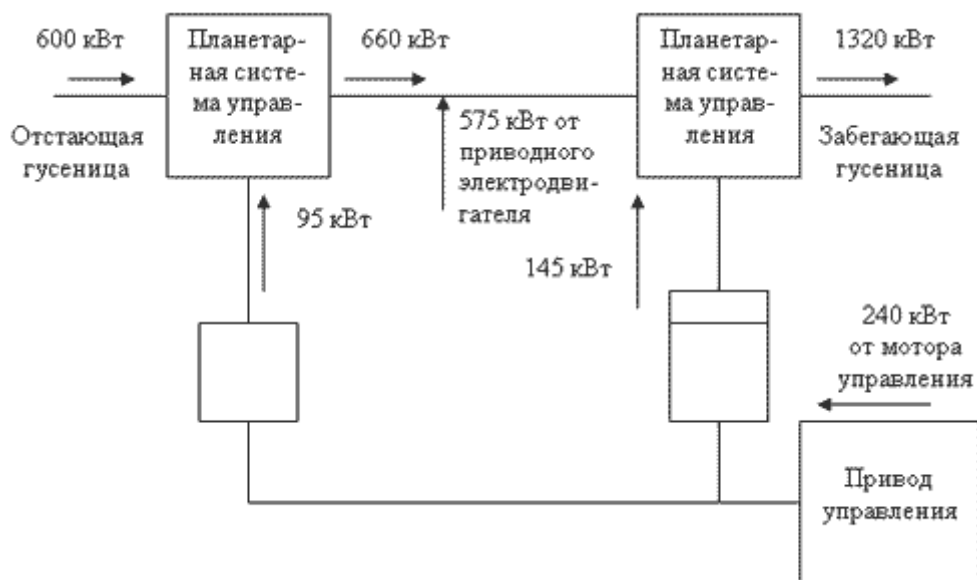 600 кВт
Планетар-
ная систе-
ма управ-
ления
660 кВт
Планетар-
ная систе-
ма управ-
ления
1320 кВт
Отстающая
гусеница
575 кВт от
приводного
электродви-
гателя
Забегающая
гусеница
95 кВт
145 кВт
240 кВт
от мотора
управления
Привод
управления